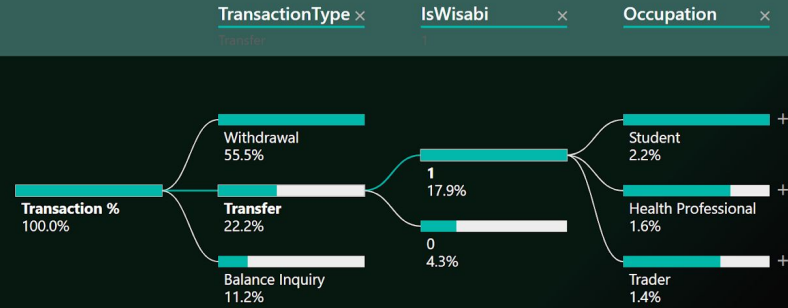 TransactionType ×
IsWisabi ×
Occupation ×
Transfer
1
Withdrawal
55.5%
Transaction %
100.0%
Transfer
22.2%
Balance Inquiry
11.2%
1
17.9%
0
4.3%
Student
2.2%
Health Professional
1.6%
Trader
1.4%